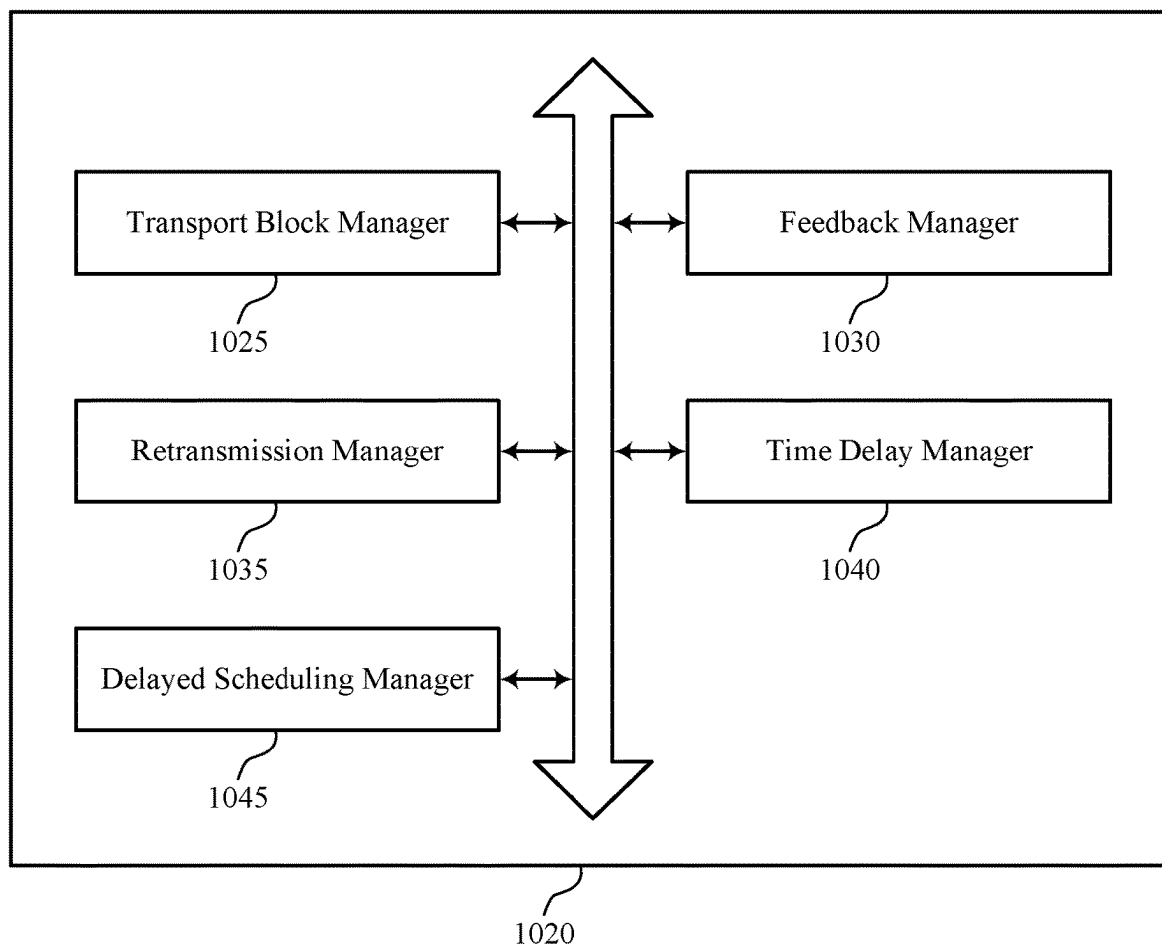 Transport Block Manager
1025
Feedback Manager
1030
Retransmission Manager
1035
Time Delay Manager
1040
Delayed Scheduling Manager
1045
1020